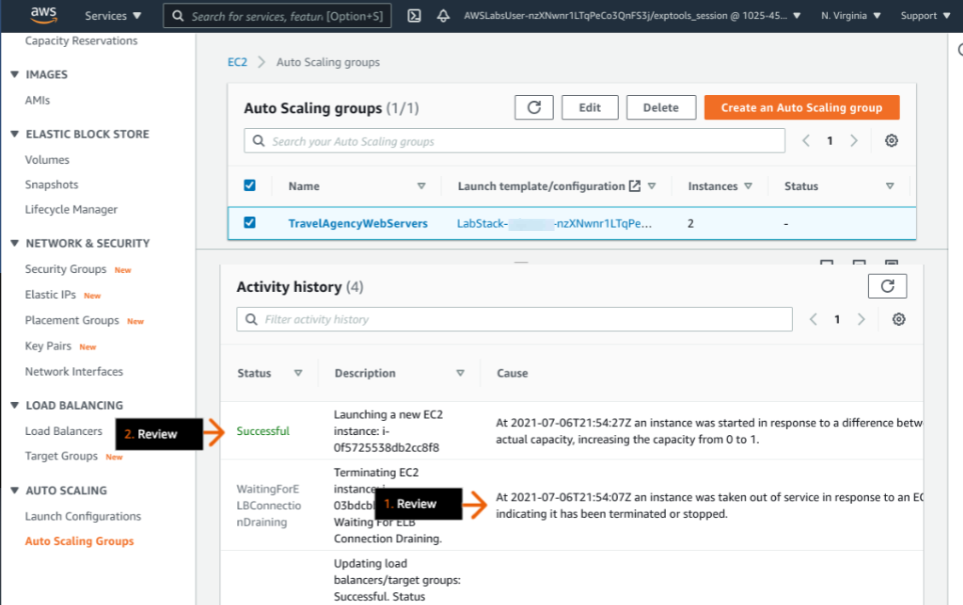 aws Services Search for services, featur [Option+S] AWSLabsUser-nzXNwnr1LTqPeCo3QnFS3j/exptools_session @ 1025-45... N. Virginia Support
Capacity Reservations
IMAGES
AMIs
ELASTIC BLOCK STORE
Volumes
Snapshots
Lifecycle Manager
NETWORK & SECURITY
Security Groups New
Elastic IPs New
Placement Groups New
Key Pairs New
Network Interfaces
LOAD BALANCING
Load Balancers
Target Groups New
AUTO SCALING
Launch Configurations
Auto Scaling Groups
EC2 > Auto Scaling groups
Auto Scaling groups (1/1) Edit Delete Create an Auto Scaling group
Search your Auto Scaling groups 1
Name Launch template/configuration Instances Status
TravelAgencyWebServers LabStack- -nzXNwnr1LTqPe... 2 -
Activity history (4)
Filter activity history 1
Status Description Cause
2. Review
Successful
Launching a new EC2
instance: i-
0f5725538db2cc8f8
At 2021-07-06T21:54:27Z an instance was started in response to a difference betw
actual capacity, increasing the capacity from 0 to 1.
WaitingForE
LBConnectio
nDraining
Terminating EC2
instance:
03bdcb
Waiting For ELB
Connection Draining.
1. Review
At 2021-07-06T21:54:07Z an instance was taken out of service in response to an EC
indicating it has been terminated or stopped.
Updating load
balancers/target groups:
Successful. Status